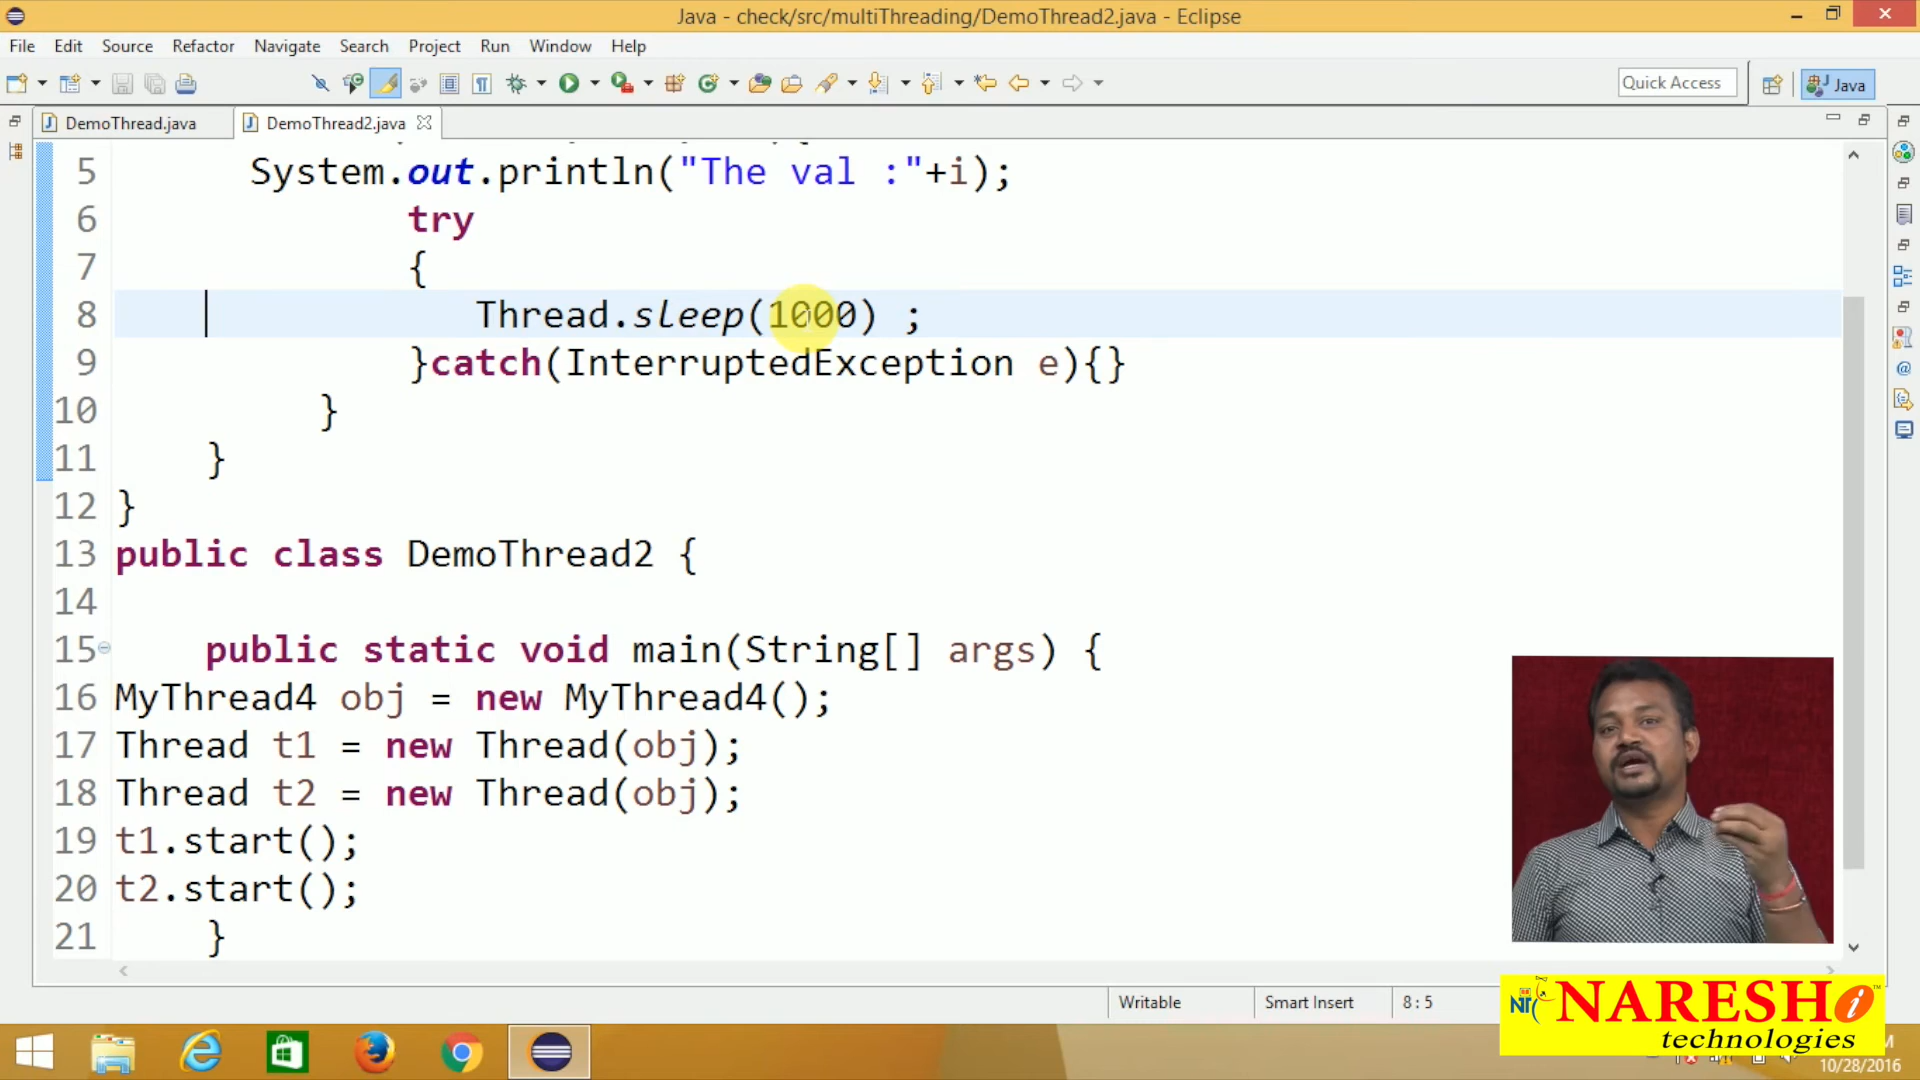 Java - check/src/multiThreading/DemoThread2.java - Eclipse
File Edit Source Refactor Navigate Search Project Run Window Help
Quick Access
Java
DemoThread.java
DemoThread2.java
5 System.out.println("The val :"+i);
6 try
7 {
8 Thread.sleep(1000) ;
9 }catch(InterruptedException e){}
10 }
11 }
12 }
13 public class DemoThread2 {
14
15 public static void main(String[] args) {
16 MyThread4 obj = new MyThread4();
17 Thread t1 = new Thread(obj);
18 Thread t2 = new Thread(obj);
19 t1.start();
20 t2.start();
21 }
Writable
Smart Insert
8 : 5
NARESH i
technologies
10/28/2016